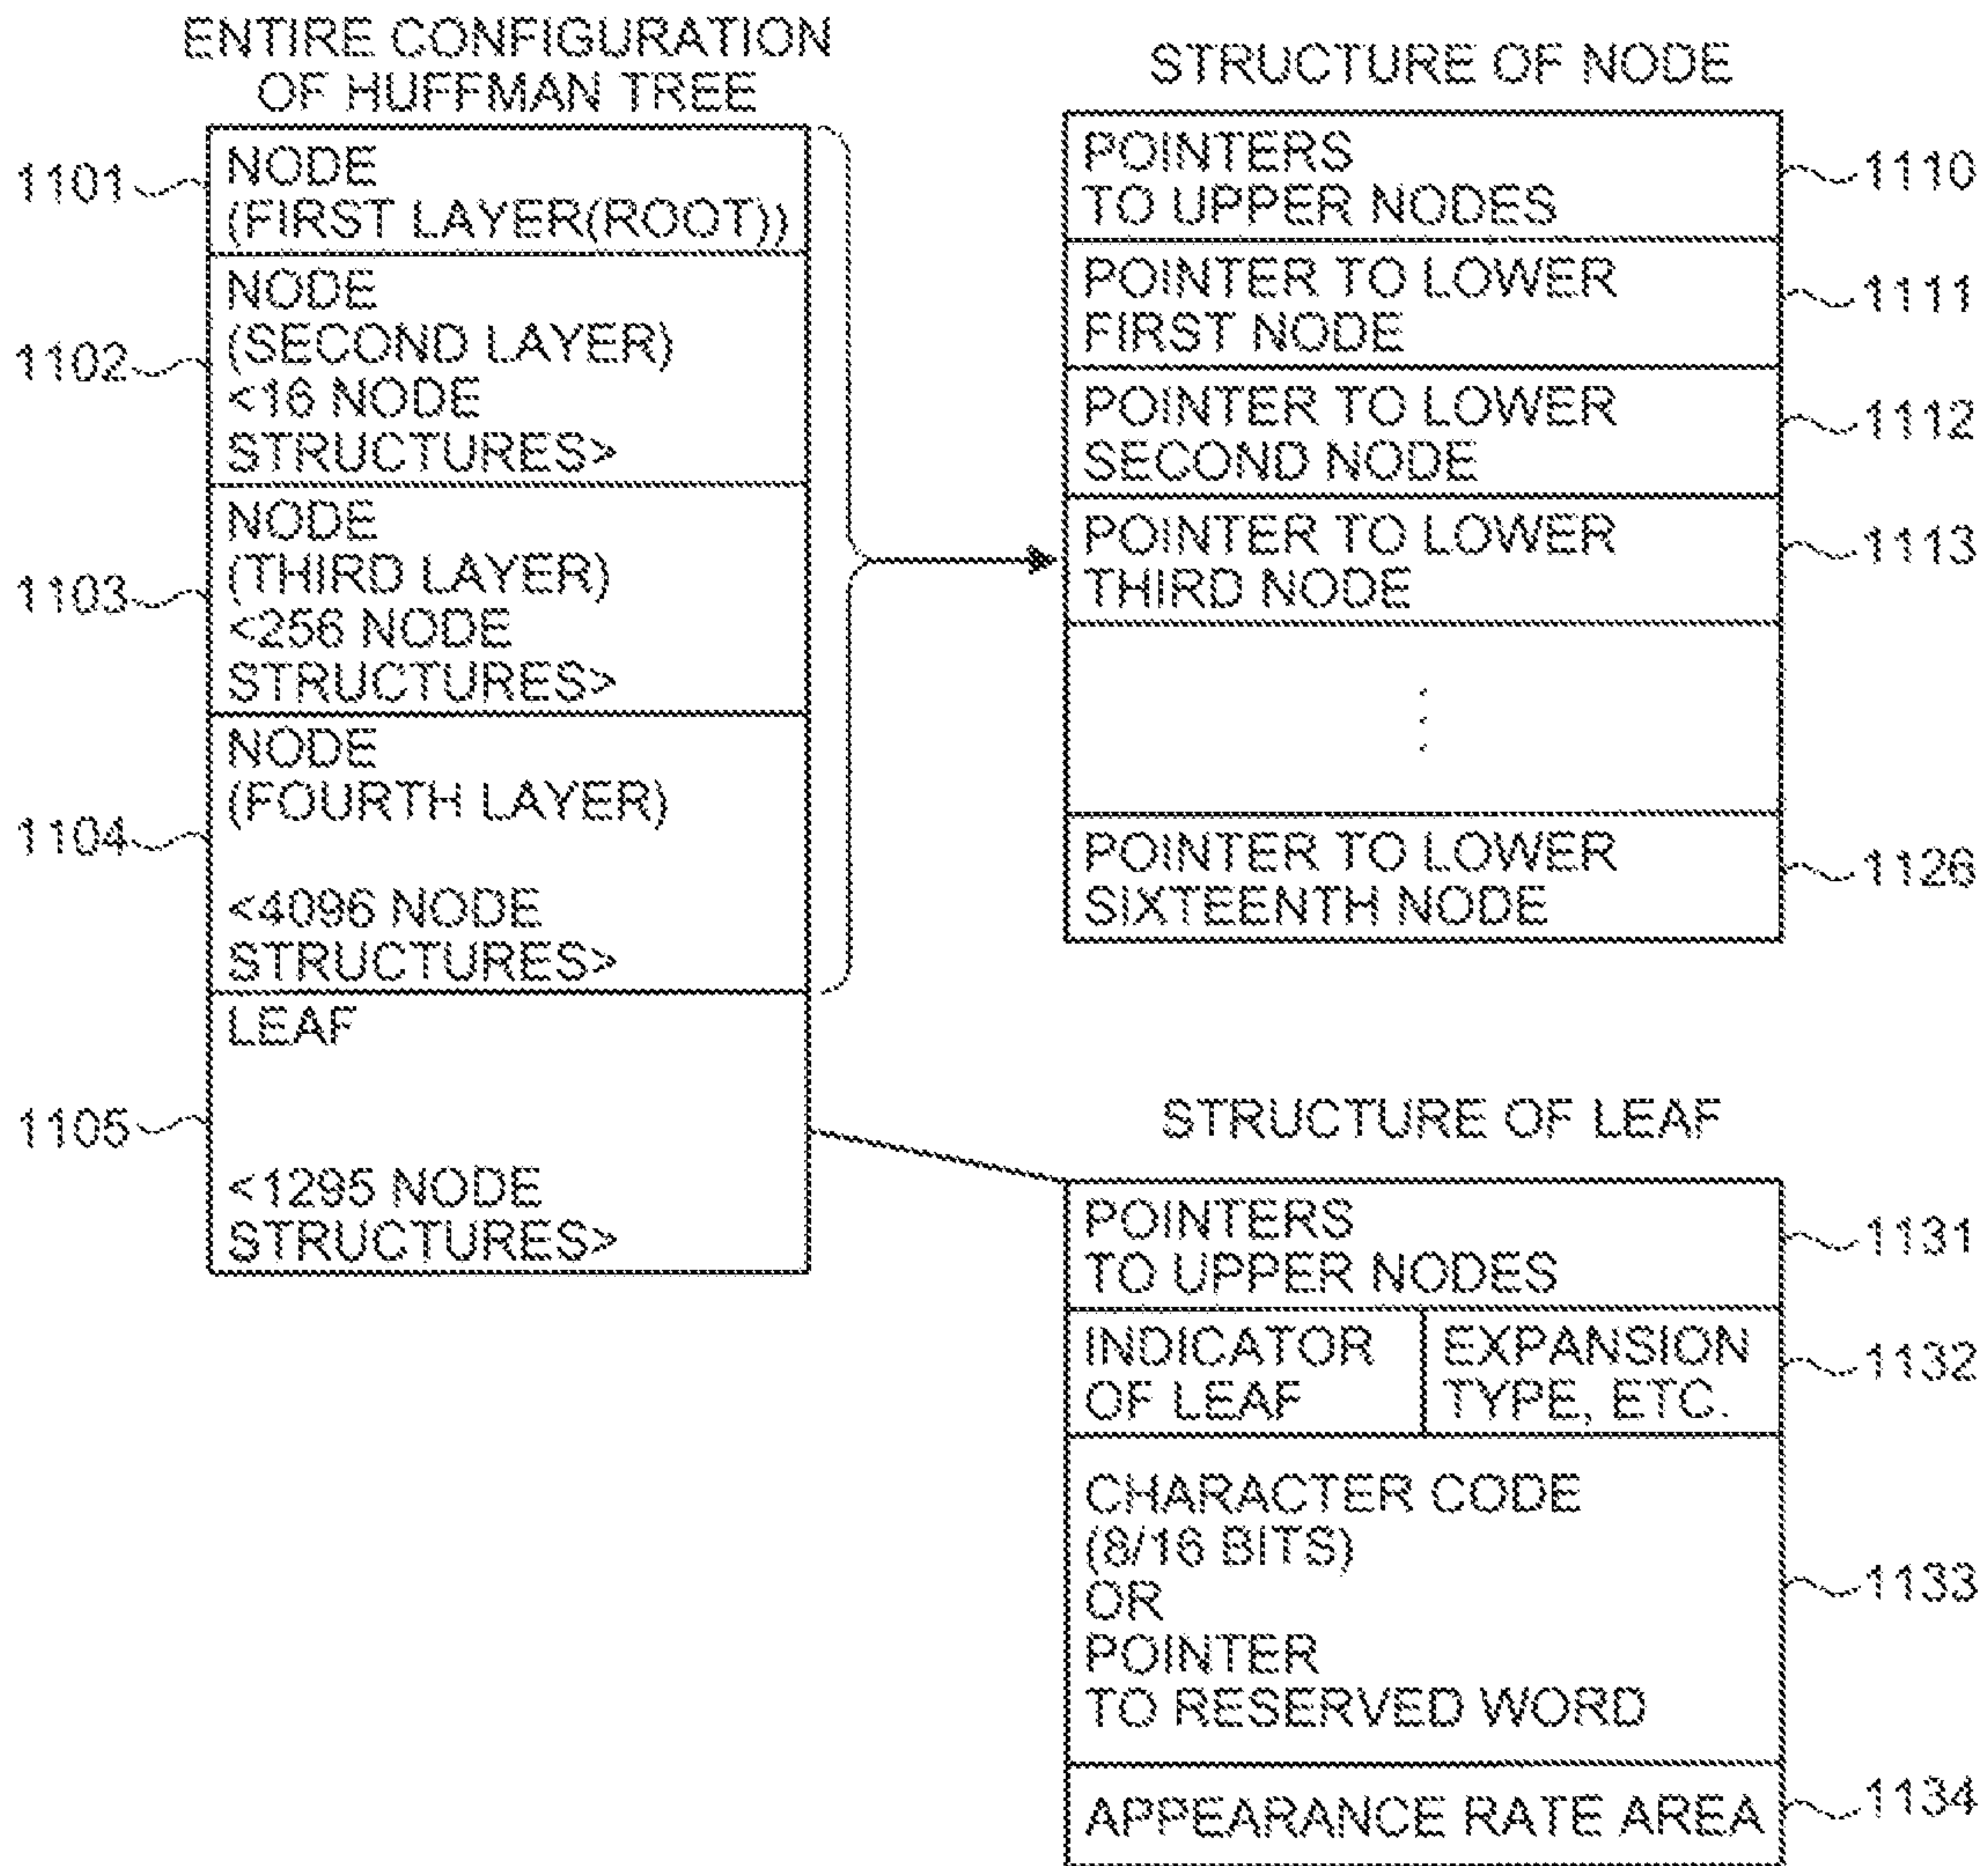 ENTIRE CONFIGURATION
OF HUFFMAN TREE
1101
NODE
(FIRST LAYER(ROOT))
1102
NODE
(SECOND LAYER)
<16 NODE
STRUCTURES>
1103
NODE
(THIRD LAYER)
<256 NODE
STRUCTURES>
1104
NODE
(FOURTH LAYER)
<4096 NODE
STRUCTURES>
1105
LEAF
<1295 NODE
STRUCTURES>
STRUCTURE OF NODE
POINTERS
TO UPPER NODES
1110
POINTER TO LOWER
FIRST NODE
1111
POINTER TO LOWER
SECOND NODE
1112
POINTER TO LOWER
THIRD NODE
1113
POINTER TO LOWER
SIXTEENTH NODE
1126
STRUCTURE OF LEAF
POINTERS
TO UPPER NODES
1131
INDICATOR
OF LEAF
EXPANSION
TYPE, ETC.
1132
CHARACTER CODE
(8/16 BITS)
OR
POINTER
TO RESERVED WORD
1133
APPEARANCE RATE AREA
1134